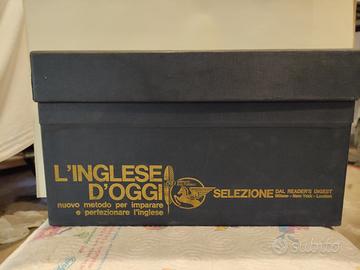 L'INGLESE
D'OGGI
nuovo metodo per imparare
e perfezionare l'inglese
SELEZIONE DAL READER'S DIGEST
Milano - New York - London
subito